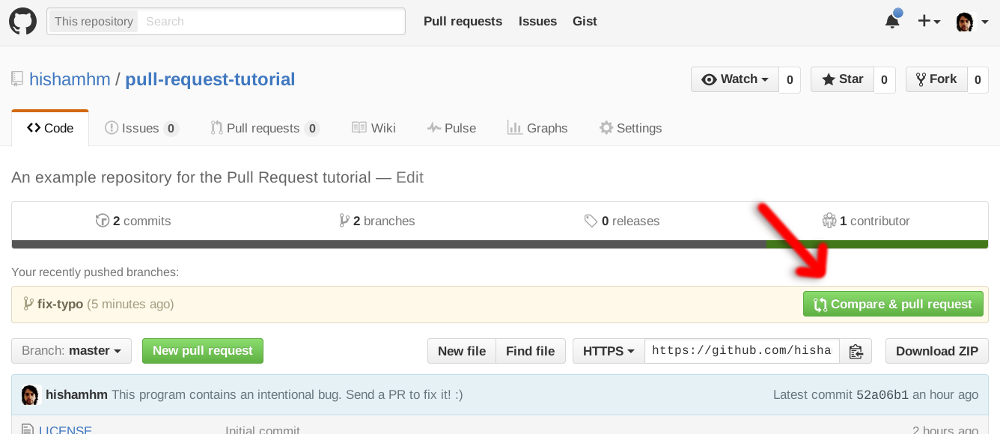 This repository Search Pull requests Issues Gist
hishamhm / pull-request-tutorial Watch 0 Star 0 Fork 0
Code Issues 0 Pull requests 0 Wiki Pulse Graphs Settings
An example repository for the Pull Request tutorial — Edit
2 commits 2 branches 0 releases 1 contributor
Your recently pushed branches:
fix-typo (5 minutes ago) Compare & pull request
Branch: master New pull request New file Find file HTTPS https://github.com/hisha Download ZIP
hishamhm This program contains an intentional bug. Send a PR to fix it! :) Latest commit 52a06b1 an hour ago
LICENSE Initial commit 2 hours ago